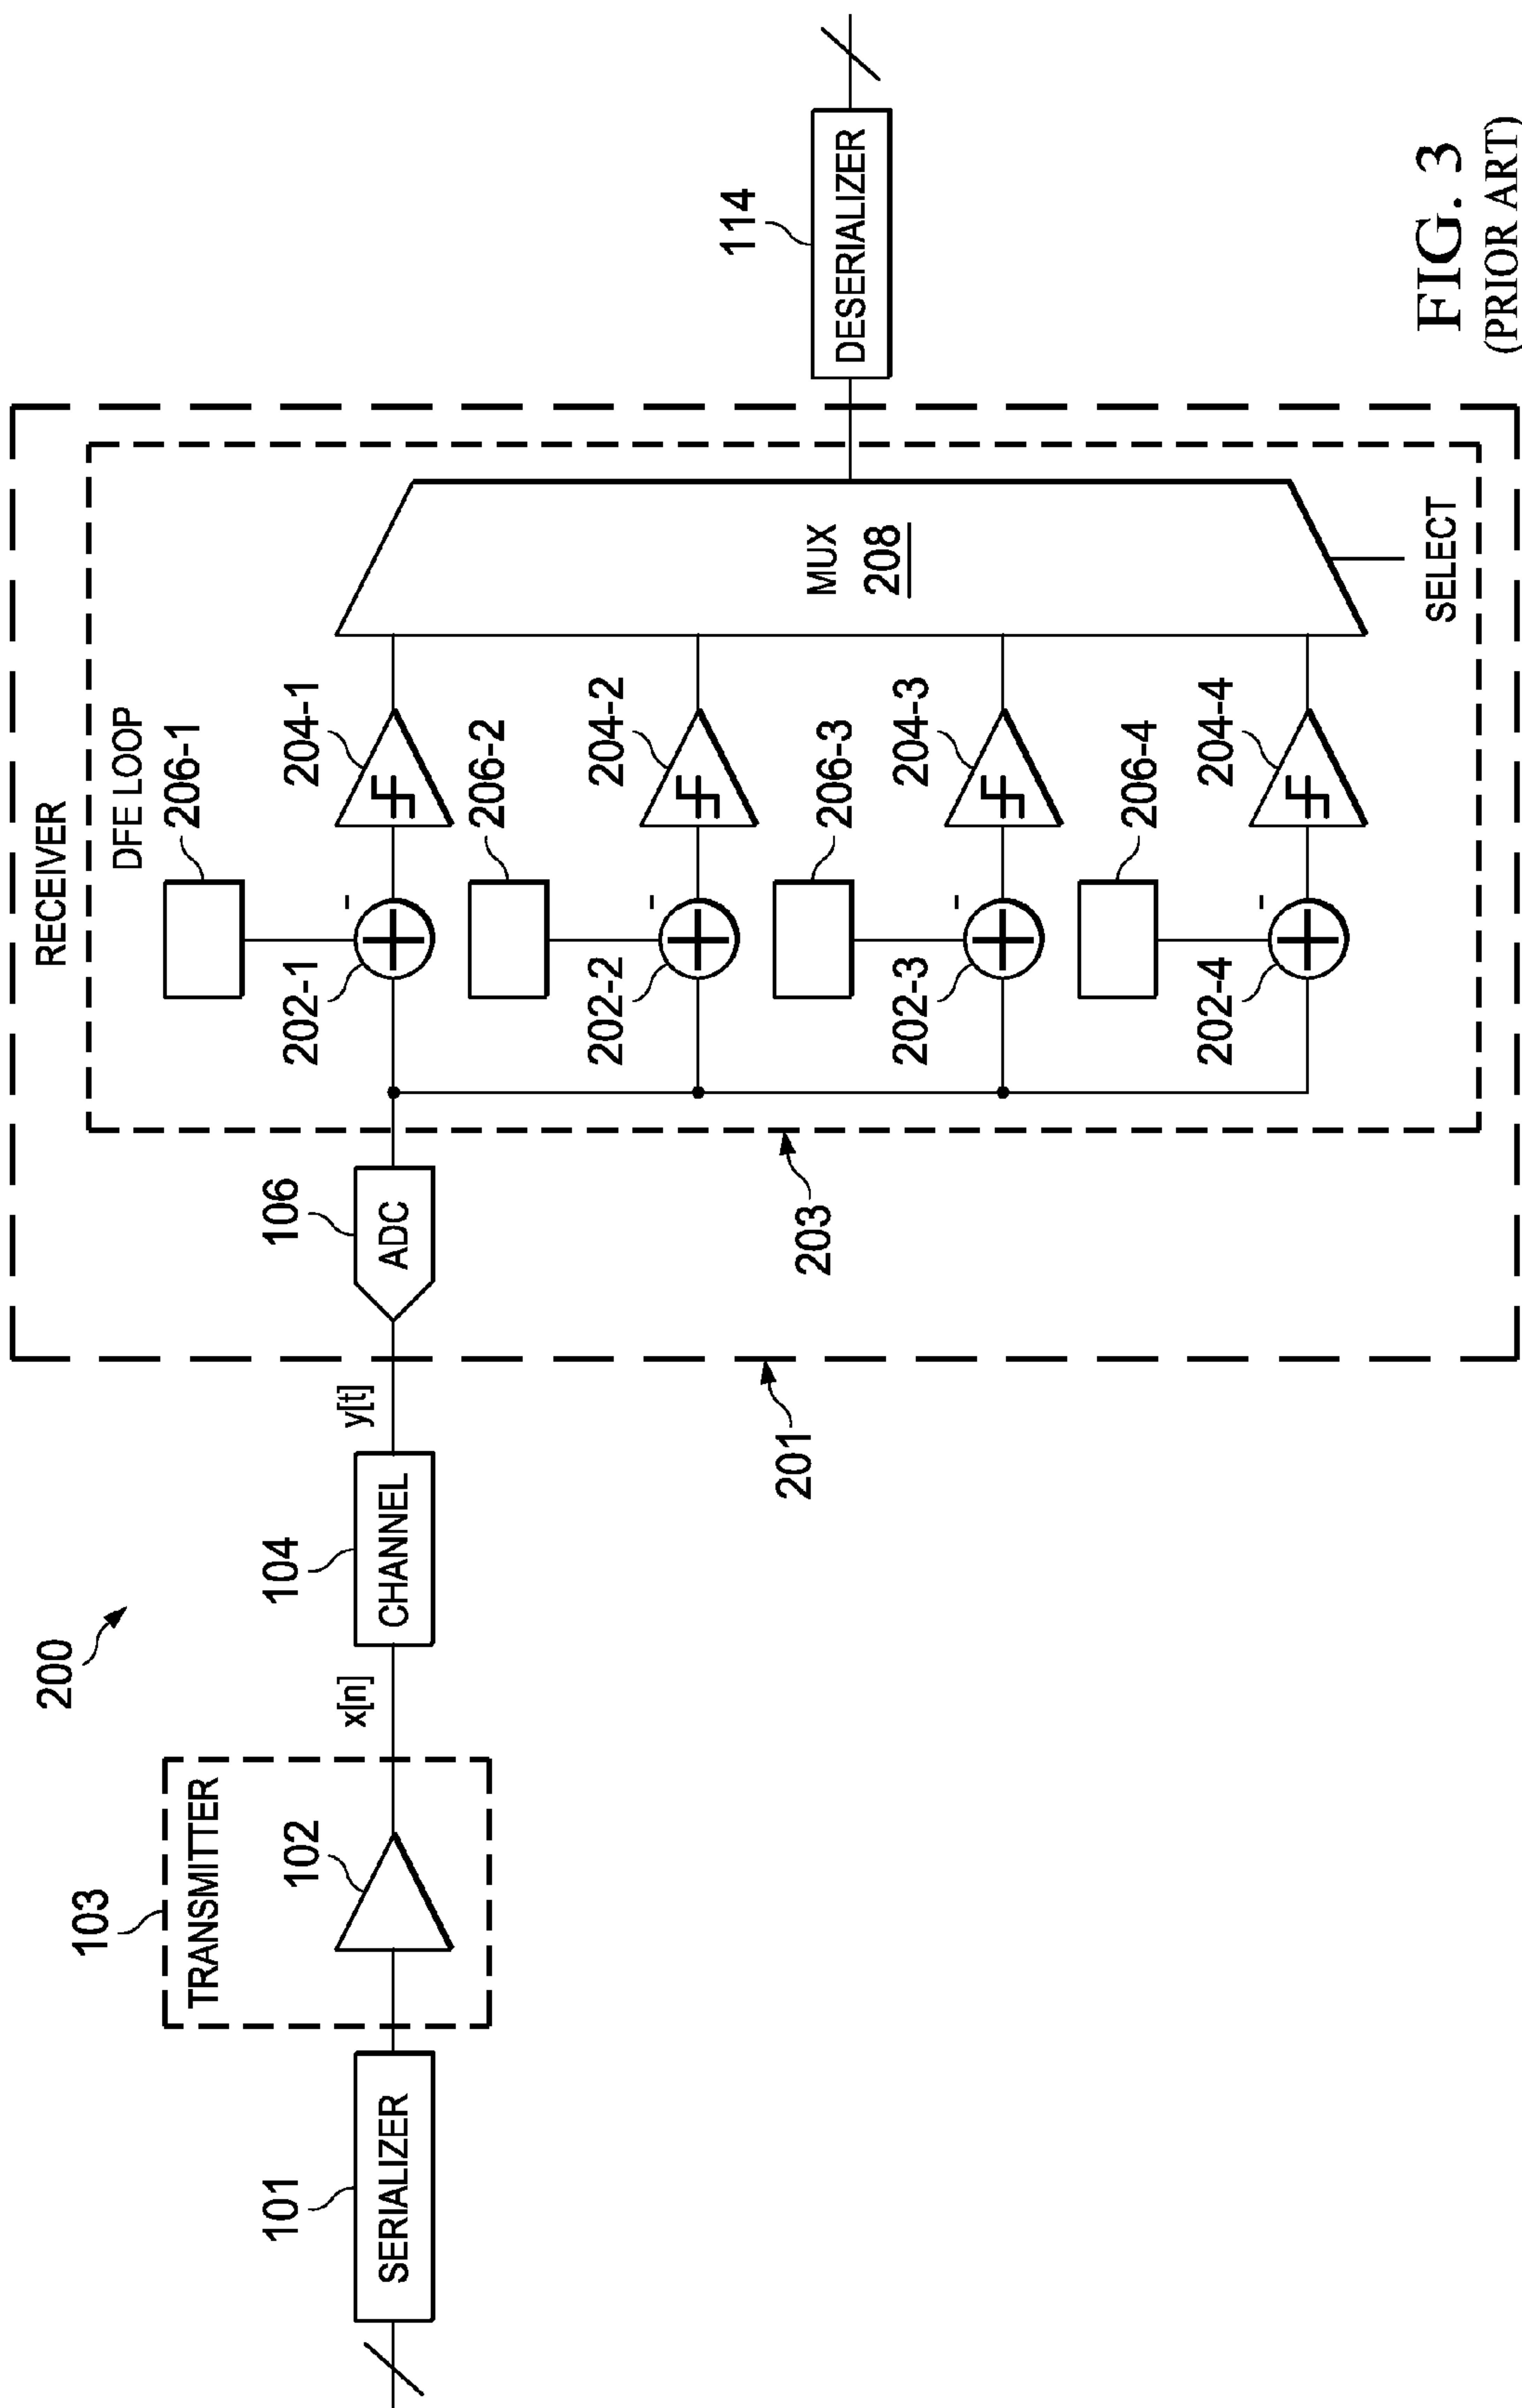 200
101
SERIALIZER
103
TRANSMITTER
102
x[n]
104
CHANNEL
y[t]
201
RECEIVER
106
ADC
203
DFE LOOP
206-1
202-1
204-1
206-2
202-2
204-2
206-3
202-3
204-3
206-4
202-4
204-4
-
-
-
-
MUX
208
SELECT
114
DESERIALIZER
FIG. 3
(PRIOR ART)